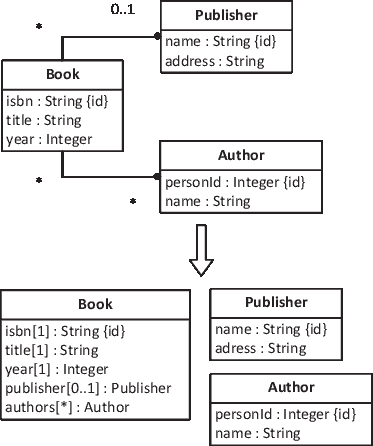 0..1
*
Publisher
name : String {id}
address : String
Book
isbn : String {id}
title : String
year : Integer
*
*
Author
personId : Integer {id}
name : String
Book
isbn[1] : String {id}
title[1] : String
year[1] : Integer
publisher[0..1] : Publisher
authors[*] : Author
Publisher
name : String {id}
adress : String
Author
personId : Integer {id}
name : String